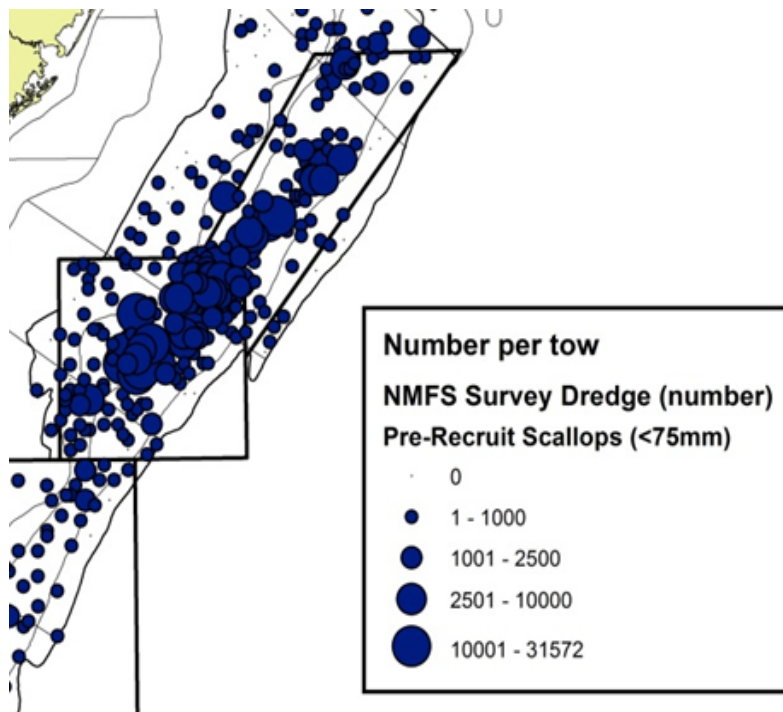 Number per tow
NMFS Survey Dredge (number)
Pre-Recruit Scallops (<75mm)
0
1 - 1000
1001 - 2500
2501 - 10000
10001 - 31572